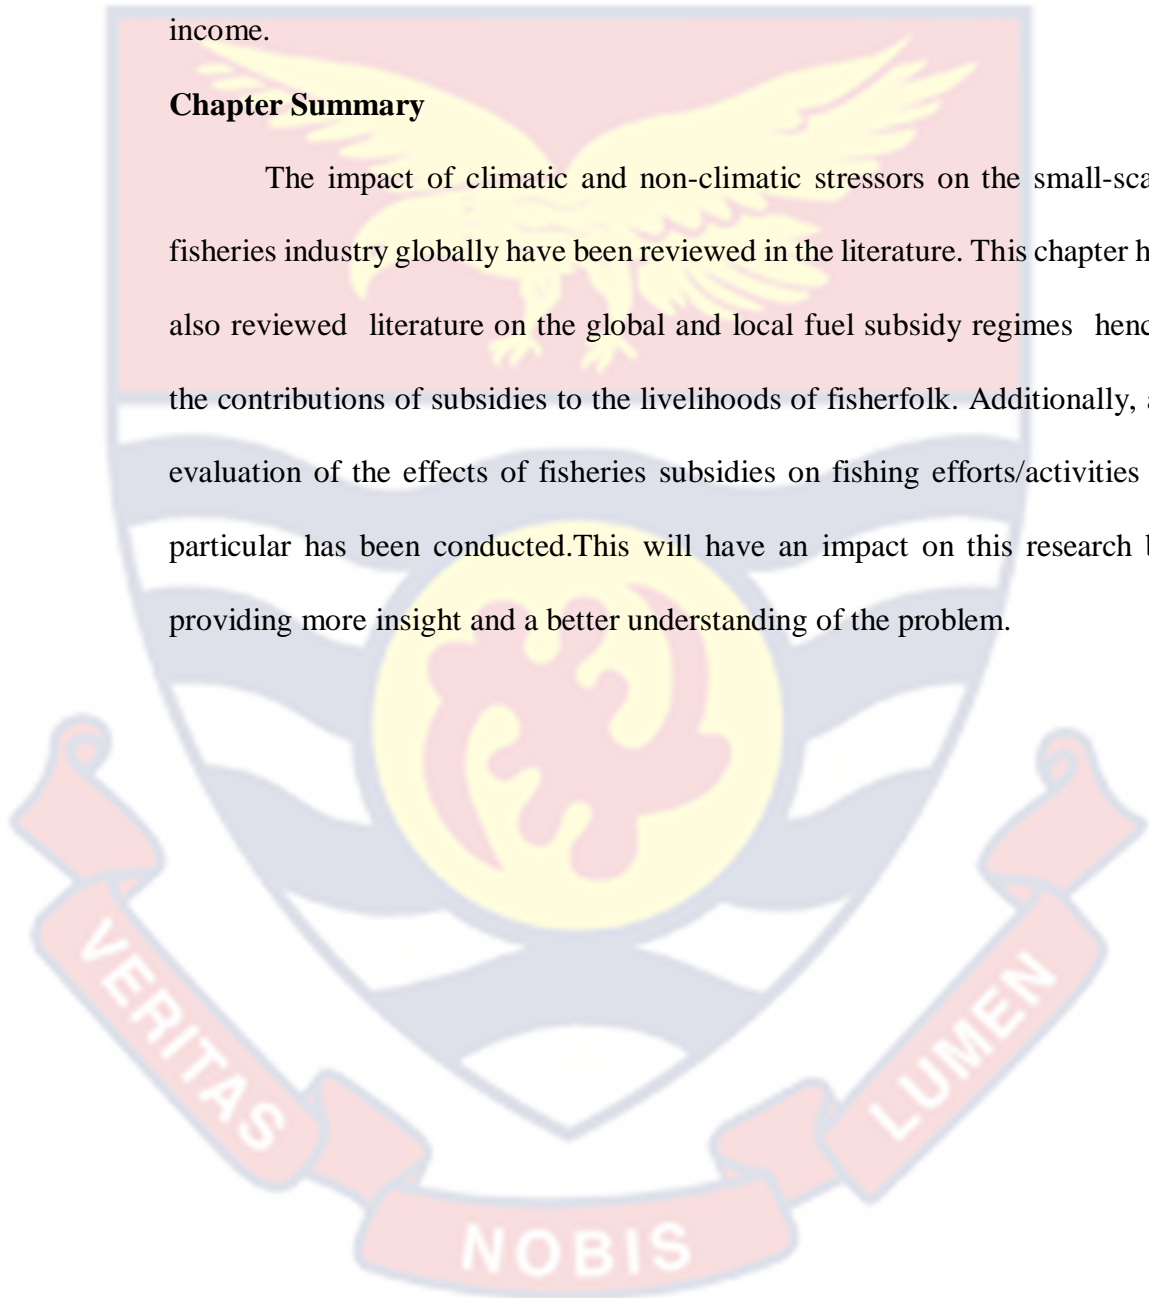 income.
Chapter Summary
The impact of climatic and non-climatic stressors on the small-sca
fisheries industry globally have been reviewed in the literature. This chapter h
also reviewed literature on the global and local fuel subsidy regimes henc
the contributions of subsidies to the livelihoods of fisherfolk. Additionally, a
evaluation of the effects of fisheries subsidies on fishing efforts/activities
particular has been conducted.This will have an impact on this research b
providing more insight and a better understanding of the problem.
VERITAS
NOBIS
LUMEN